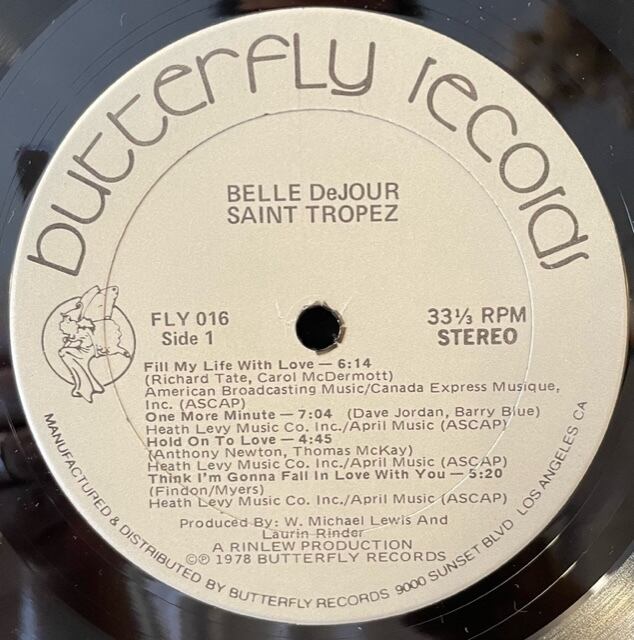 butterfly records
BELLE DeJOUR
SAINT TROPEZ
FLY 016
Side 1
33⅓ RPM
STEREO
Fill My Life With Love — 6:14
(Richard Tate, Carol McDermott)
American Broadcasting Music/Canada Express Musique,
Inc. (ASCAP)
One More Minute — 7:04 (Dave Jordan, Barry Blue)
Heath Levy Music Co. Inc./April Music (ASCAP)
Hold On To Love — 4:45
(Anthony Newton, Thomas McKay)
Heath Levy Music Co. Inc./April Music (ASCAP)
Think I'm Gonna Fall In Love With You — 5:20
(Findon/Myers)
Heath Levy Music Co. Inc./April Music (ASCAP)
Produced By: W. Michael Lewis And
Laurin Rinder
A RINLEW PRODUCTION
©℗ 1978 BUTTERFLY RECORDS
MANUFACTURED & DISTRIBUTED BY BUTTERFLY RECORDS 9000 SUNSET BLVD LOS ANGELES CA